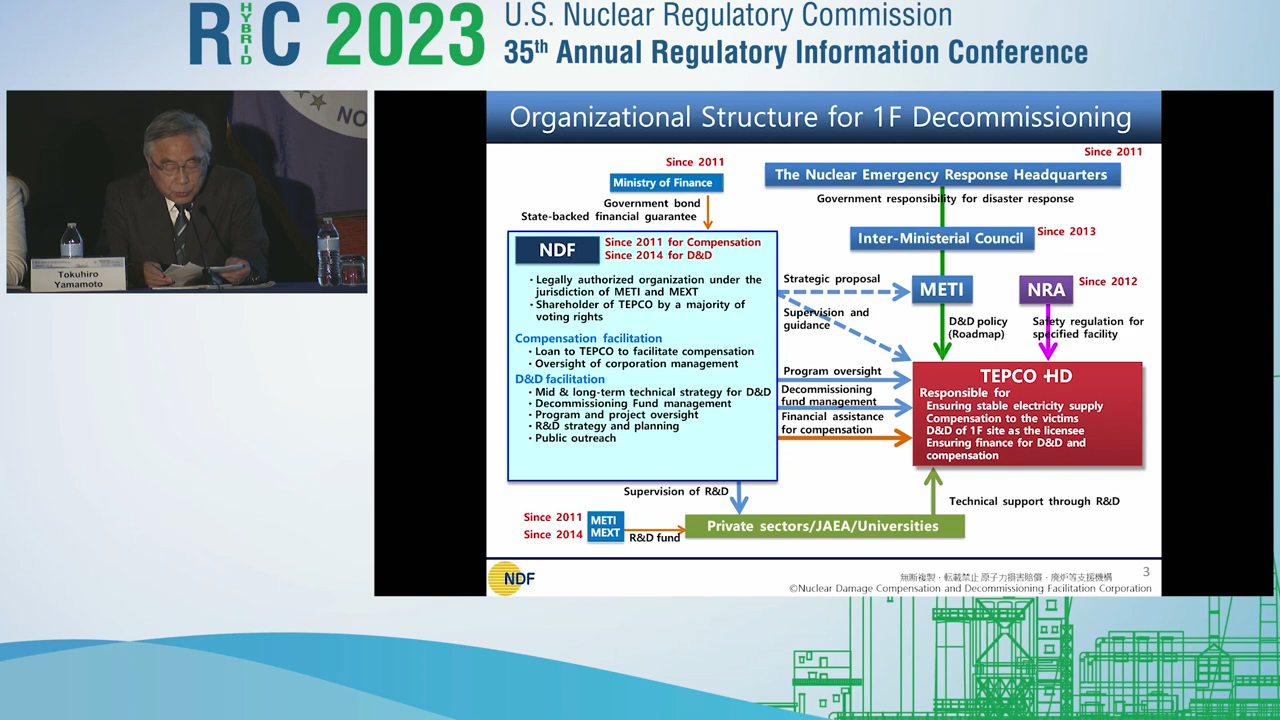 RIC 2023
HYBRID
U.S. Nuclear Regulatory Commission
35th Annual Regulatory Information Conference
NO
Tokuhiro
Yamamoto
Organizational Structure for 1F Decommissioning
Since 2011
Ministry of Finance
Government bond
State-backed financial guarantee
Since 2011
The Nuclear Emergency Response Headquarters
Government responsibility for disaster response
Inter-Ministerial Council
Since 2013
NDF
Since 2011 for Compensation
Since 2014 for D&D
・Legally authorized organization under the
jurisdiction of METI and MEXT
・Shareholder of TEPCO by a majority of
voting rights
Compensation facilitation
・Loan to TEPCO to facilitate compensation
・Oversight of corporation management
D&D facilitation
・Mid & long-term technical strategy for D&D
・Decommissioning Fund management
・Program and project oversight
・R&D strategy and planning
・Public outreach
Strategic proposal
Supervision and
guidance
METI
NRA
Since 2012
D&D policy
(Roadmap)
Safety regulation for
specified facility
Program oversight
Decommissioning
fund management
Financial assistance
for compensation
TEPCO・HD
Responsible for
Ensuring stable electricity supply
Compensation to the victims
D&D of 1F site as the licensee
Ensuring finance for D&D and
compensation
Supervision of R&D
Technical support through R&D
Since 2011
Since 2014
METI
MEXT
R&D fund
Private sectors/JAEA/Universities
NDF
無断複製・転載禁止 原子力損害賠償・廃炉等支援機構
3
©Nuclear Damage Compensation and Decommissioning Facilitation Corporation